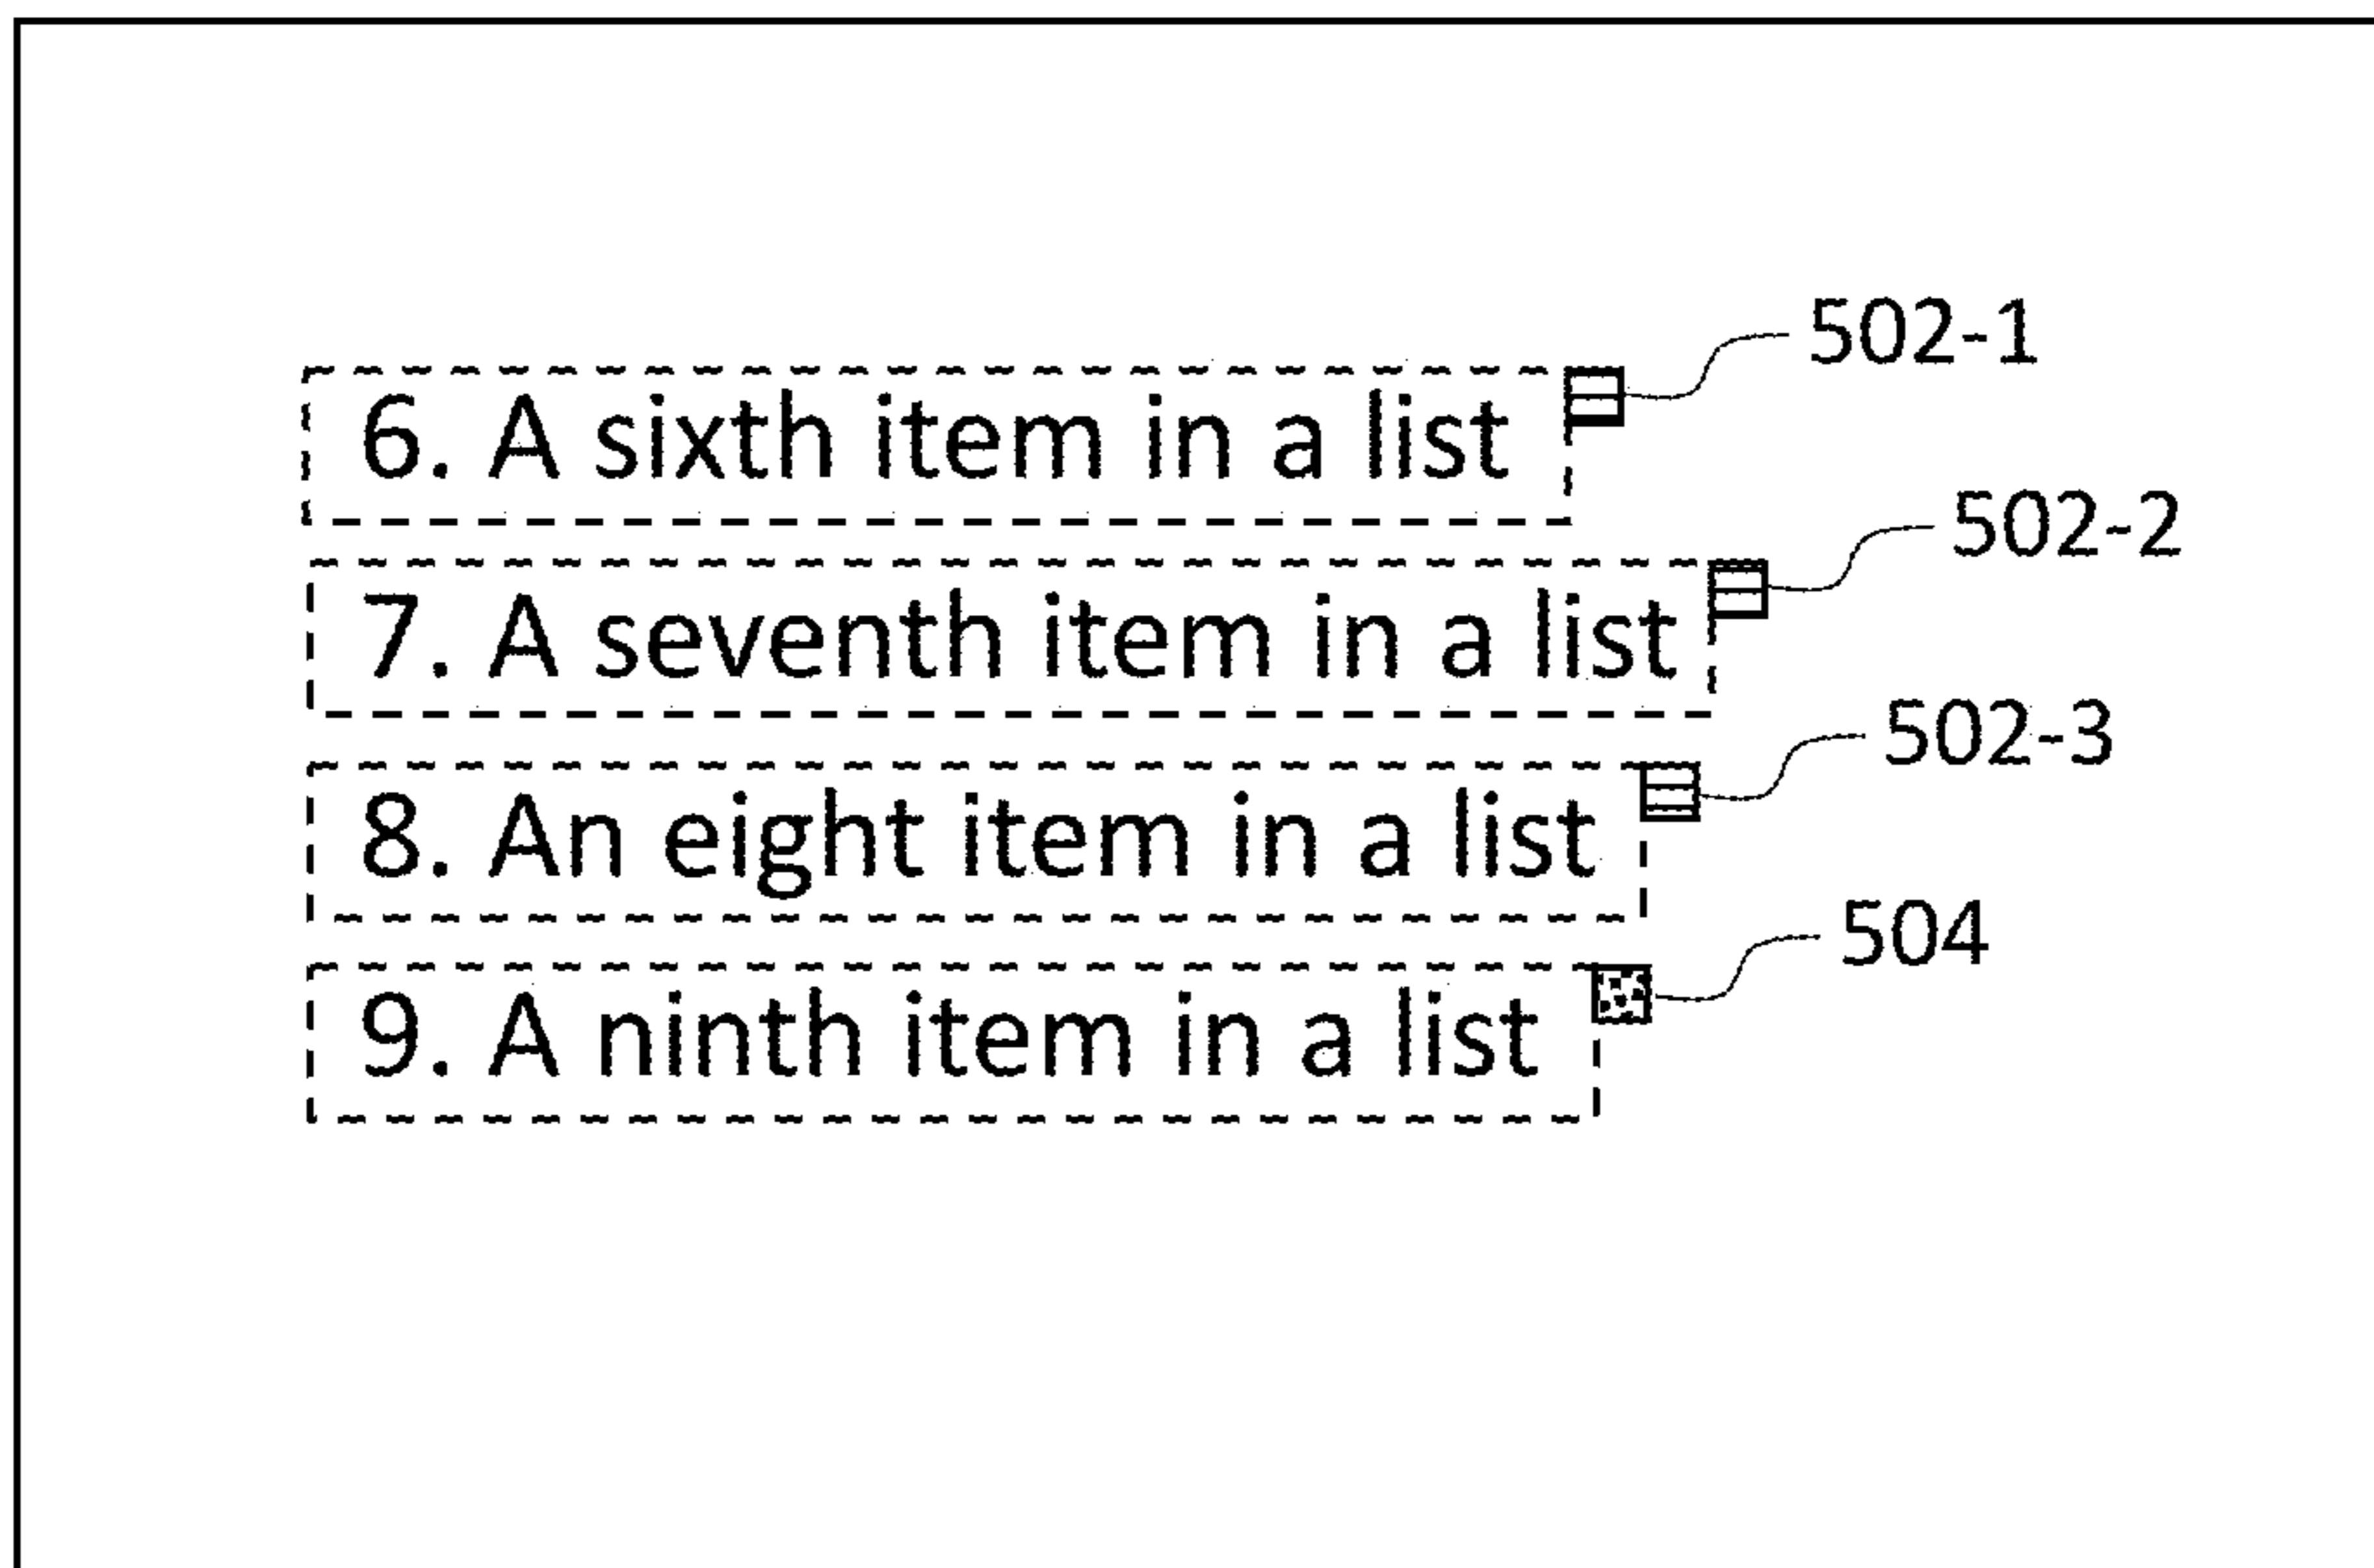 502-1
6. A sixth item in a list
502-2
7. A seventh item in a list
502-3
8. An eight item in a list
504
9. A ninth item in a list